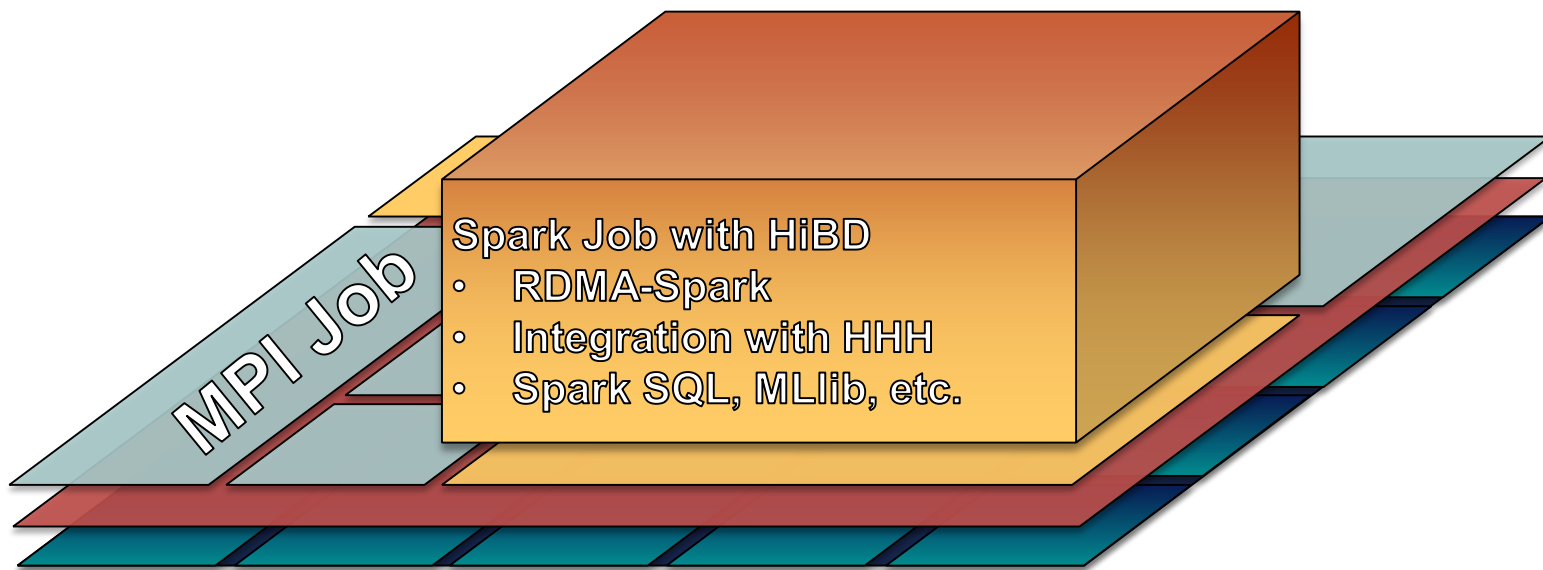 Spark Job with HiBD
• RDMA-Spark
• Integration with HHH
• Spark SQL, MLlib, etc.
MPI Job